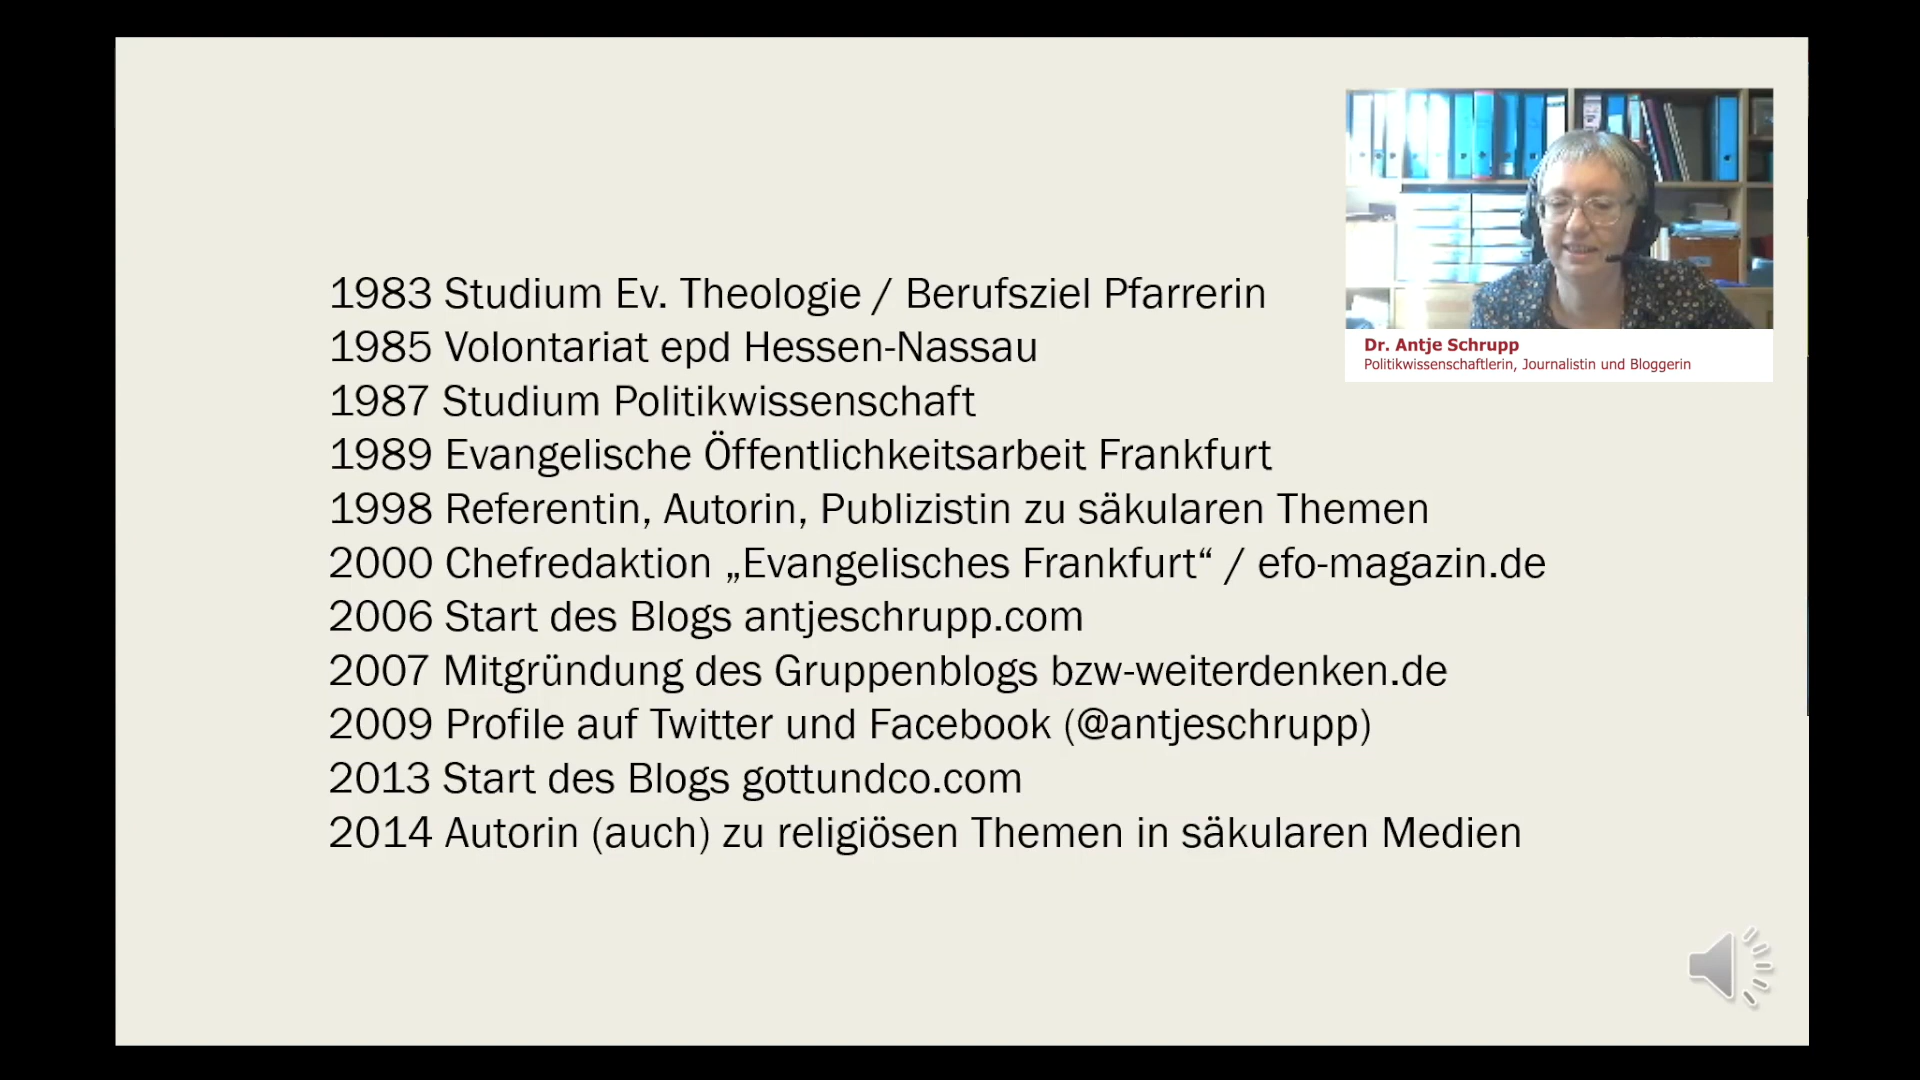 1983 Studium Ev. Theologie / Berufsziel Pfarrerin
1985 Volontariat epd Hessen-Nassau
1987 Studium Politikwissenschaft
1989 Evangelische Öffentlichkeitsarbeit Frankfurt
1998 Referentin, Autorin, Publizistin zu säkularen Themen
2000 Chefredaktion „Evangelisches Frankfurt“ / efo-magazin.de
2006 Start des Blogs antjeschrupp.com
2007 Mitgründung des Gruppenblogs bzw-weiterdenken.de
2009 Profile auf Twitter und Facebook (@antjeschrupp)
2013 Start des Blogs gottundco.com
2014 Autorin (auch) zu religiösen Themen in säkularen Medien
Dr. Antje Schrupp
Politikwissenschaftlerin, Journalistin und Bloggerin